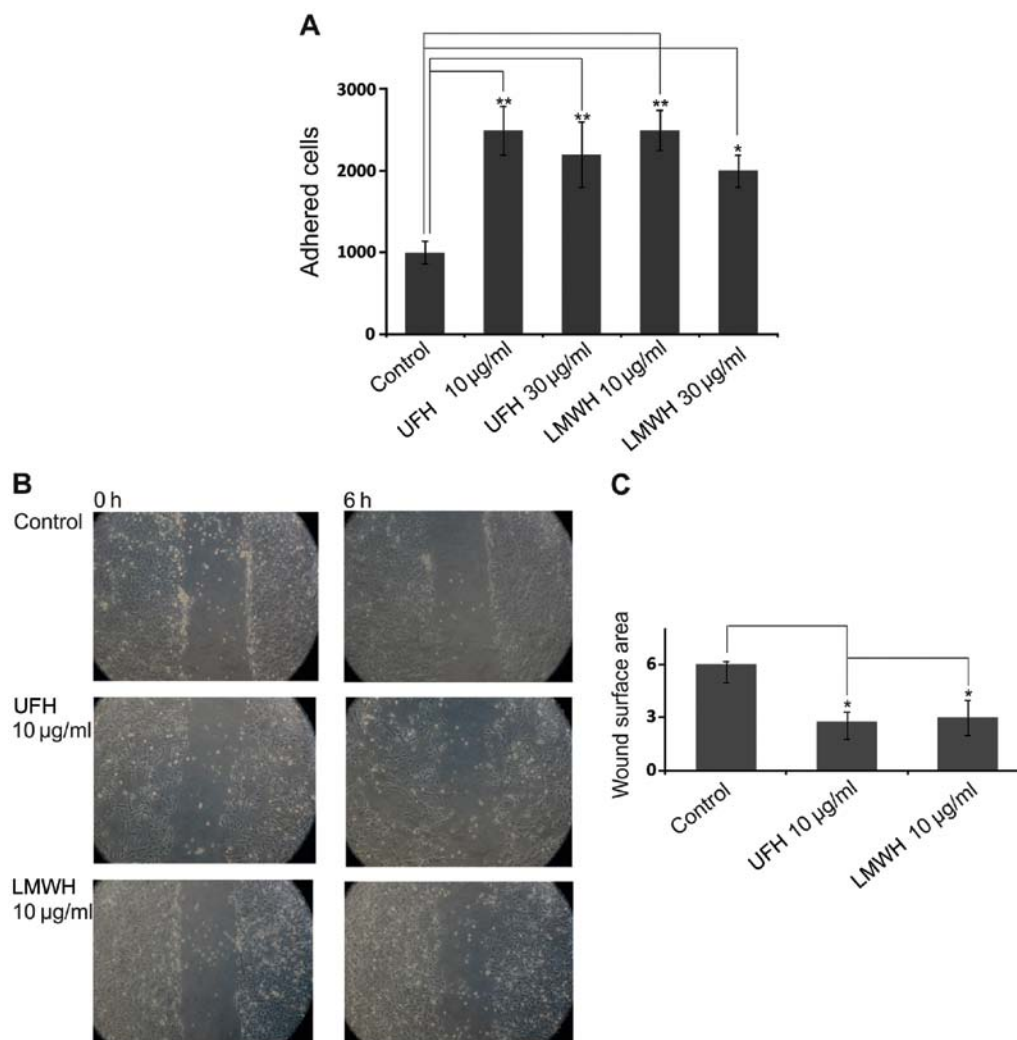 A
Adhered cells
3000
2000
1000
0
**
**
**
*
Control
UFH 10 µg/ml
UFH 30 µg/ml
LMWH 10 µg/ml
LMWH 30 µg/ml
B
0 h
6 h
Control
UFH
10 µg/ml
LMWH
10 µg/ml
C
Wound surface area
6
3
0
*
*
Control
UFH 10 µg/ml
LMWH 10 µg/ml